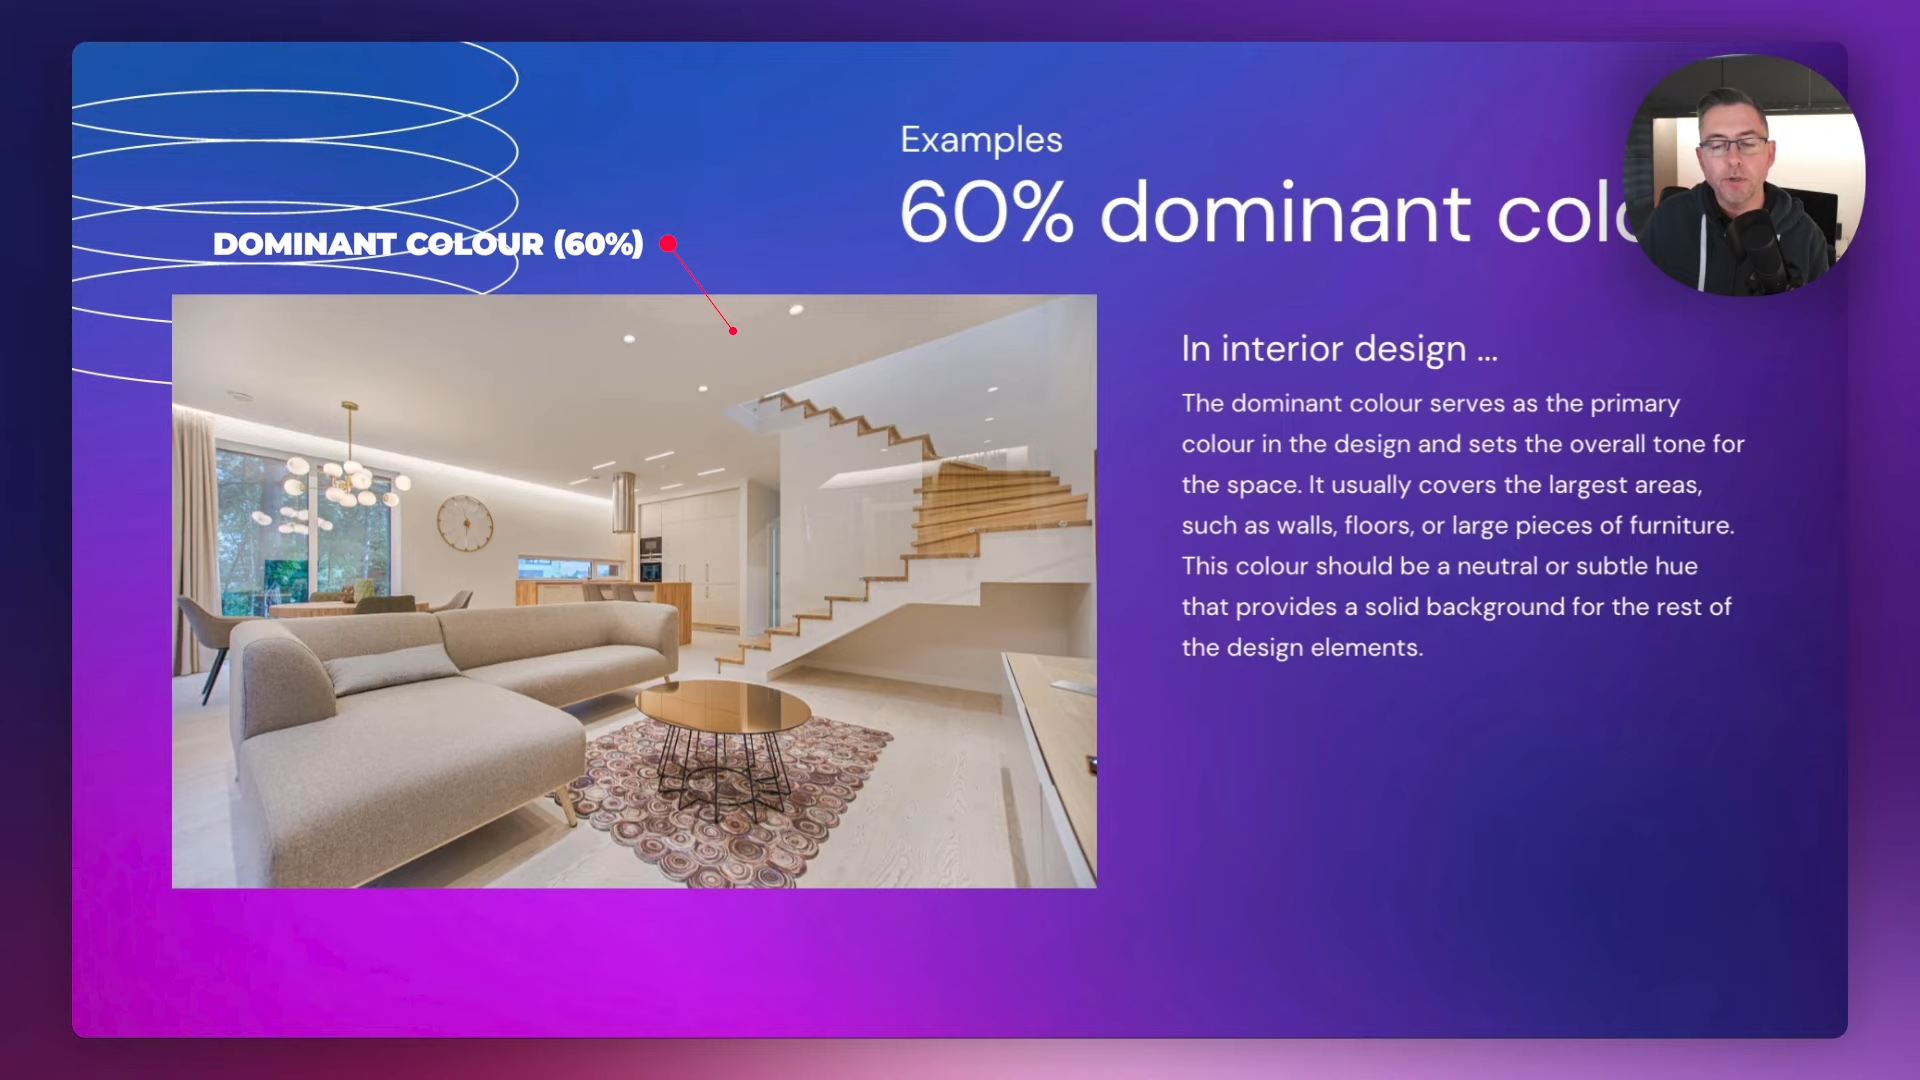 Examples
60% dominant
DOMINANT COLOUR (60%)
In interior design ...
The dominant colour serves as the primary
colour in the design and sets the overall tone for
the space. It usually covers the largest areas,
such as walls, floors, or large pieces of furniture.
This colour should be a neutral or subtle hue
that provides a solid background for the rest of
the design elements.